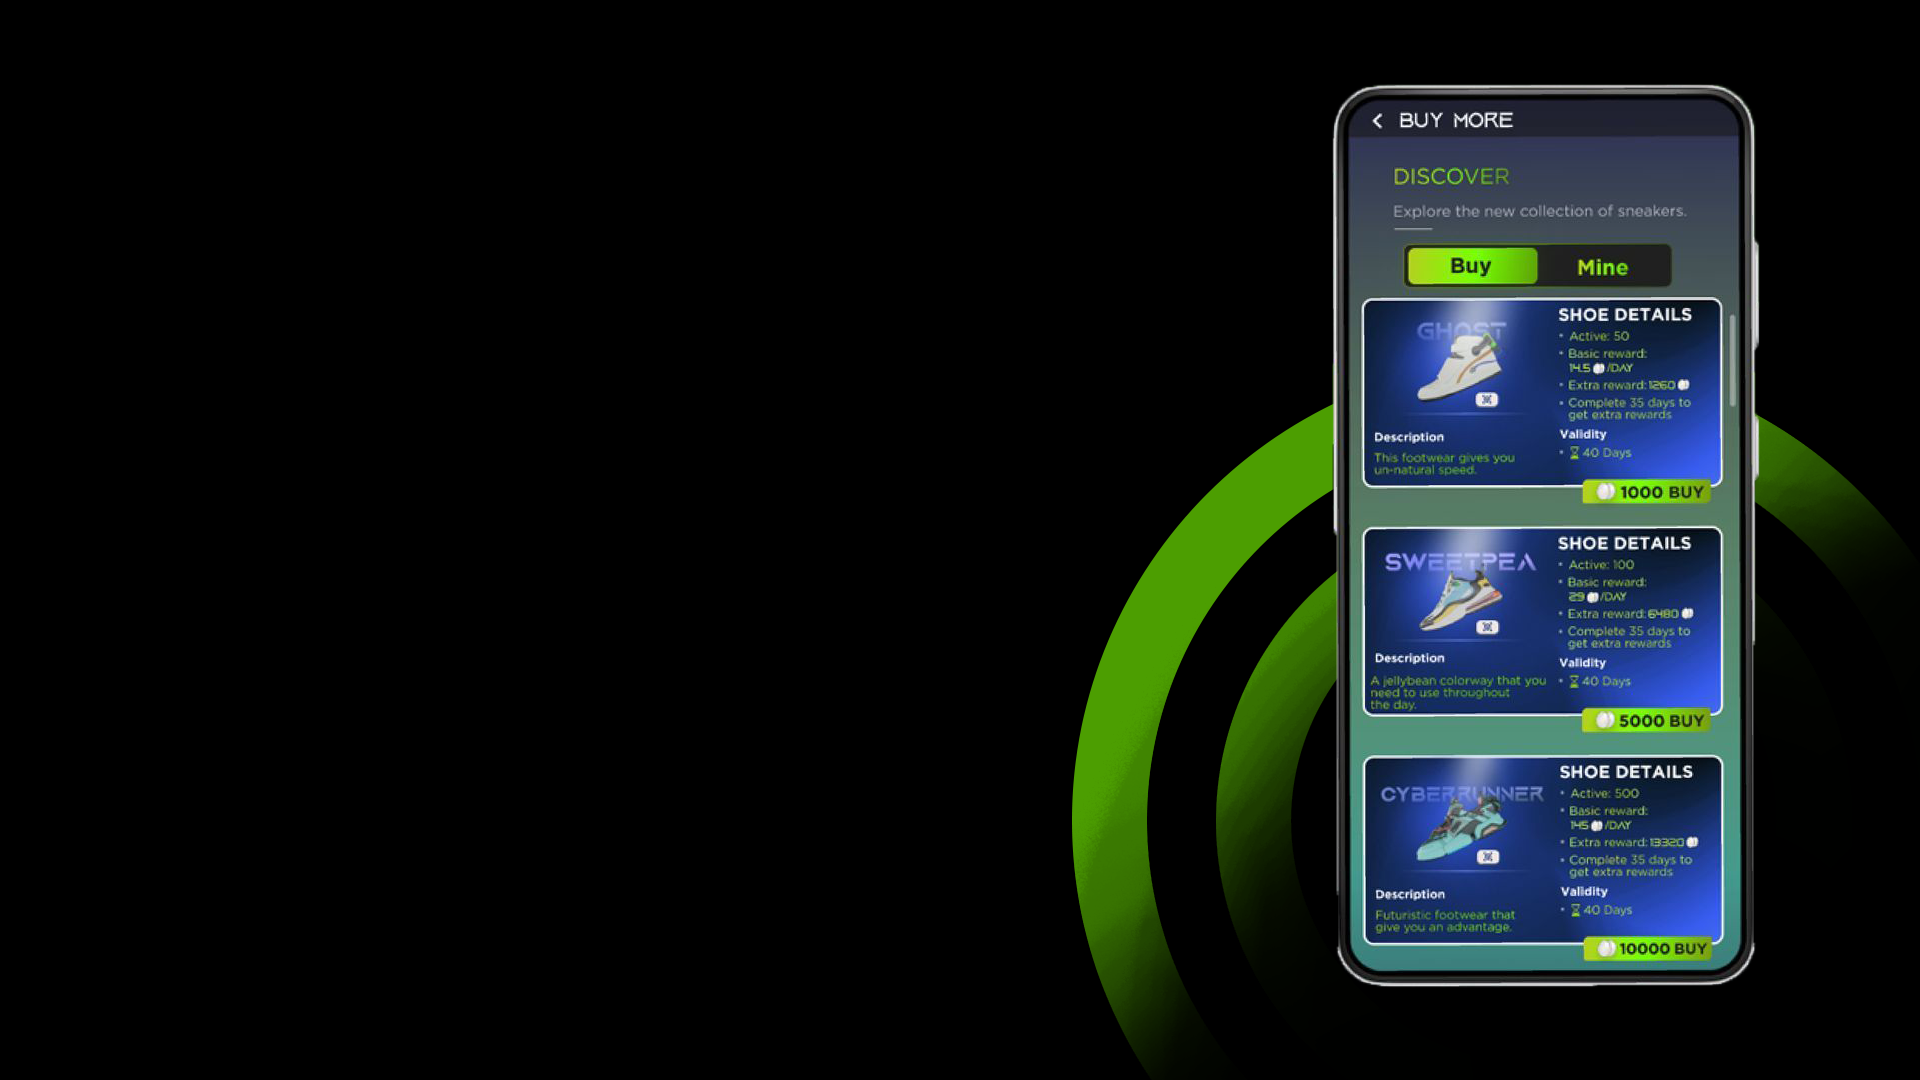 BUY MORE
DISCOVER
Explore the new collection of sneakers.
Buy
Mine
GHOST
SHOE DETAILS
• Active: 50
• Basic reward:
14.5 /DAY
• Extra reward: 1260
• Complete 35 days to
get extra rewards
Validity
• 40 Days
Description
This footwear gives you
un-natural speed.
1000 BUY
SWEETPEA
SHOE DETAILS
• Active: 100
• Basic reward:
29 /DAY
• Extra reward: 6480
• Complete 35 days to
get extra rewards
Validity
• 40 Days
Description
A jellybean colorway that you
need to use throughout
the day.
5000 BUY
CYBERRUNNER
SHOE DETAILS
• Active: 500
• Basic reward:
145 /DAY
• Extra reward: 13320
• Complete 35 days to
get extra rewards
Validity
• 40 Days
Description
Futuristic footwear that
give you an advantage.
10000 BUY